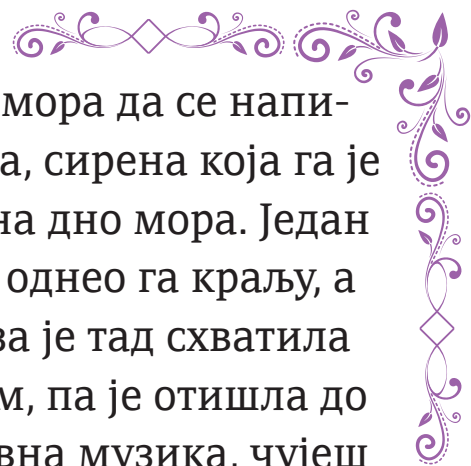 мора да се напи-
а, сирена која га је
на дно мора. Један
однео га краљу, а
ва је тад схватила
м, па је отишла до
вна музика, чујеш